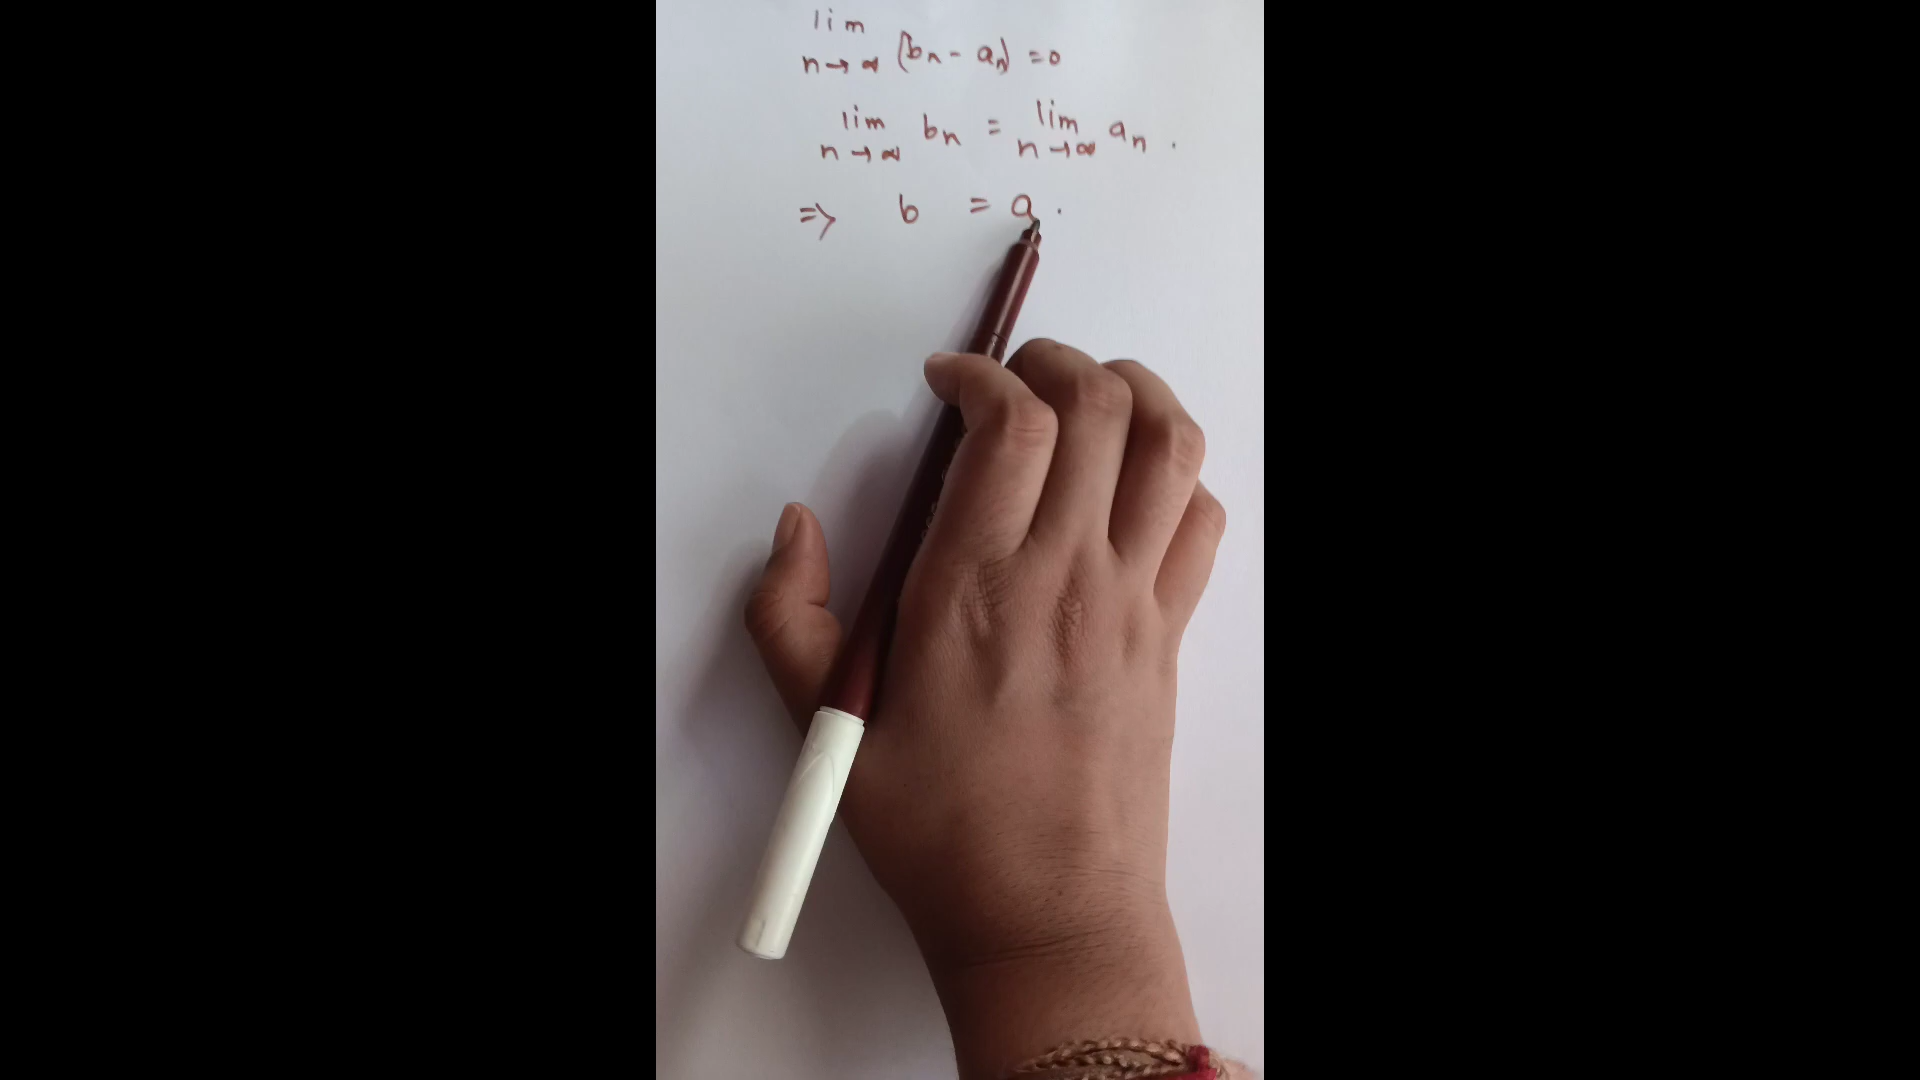 lim
n→∞ (bn - an) = 0
lim n→∞ bn = lim n→∞ an .
⇒ b = a .